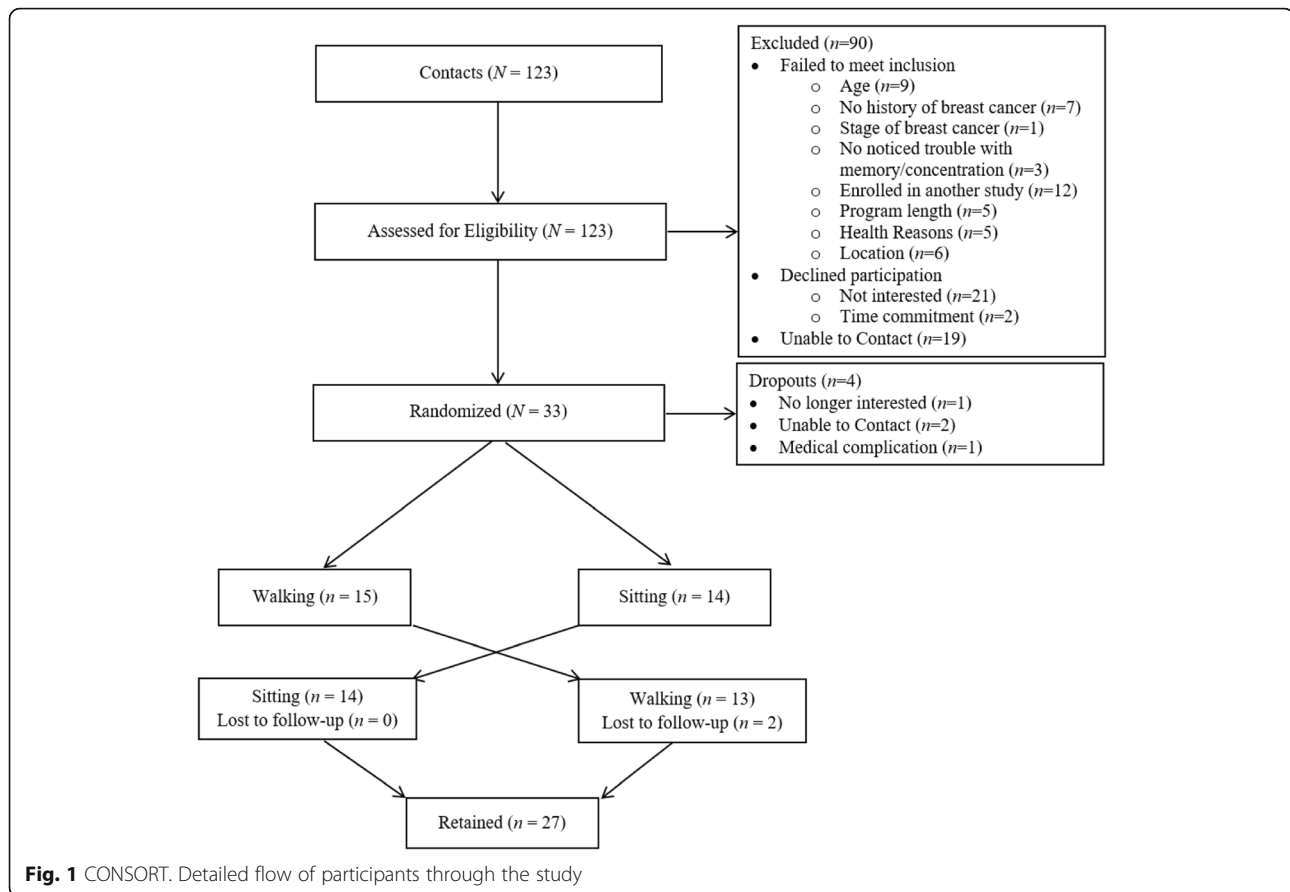 Contacts (N = 123)
Excluded (n=90)
• Failed to meet inclusion
o Age (n=9)
o No history of breast cancer (n=7)
o Stage of breast cancer (n=1)
o No noticed trouble with
memory/concentration (n=3)
o Enrolled in another study (n=12)
o Program length (n=5)
o Health Reasons (n=5)
o Location (n=6)
• Declined participation
o Not interested (n=21)
o Time commitment (n=2)
• Unable to Contact (n=19)
Assessed for Eligibility (N = 123)
Randomized (N = 33)
Dropouts (n=4)
• No longer interested (n=1)
• Unable to Contact (n=2)
• Medical complication (n=1)
Walking (n = 15)
Sitting (n = 14)
Sitting (n = 14)
Lost to follow-up (n = 0)
Walking (n = 13)
Lost to follow-up (n = 2)
Retained (n = 27)
Fig. 1 CONSORT. Detailed flow of participants through the study